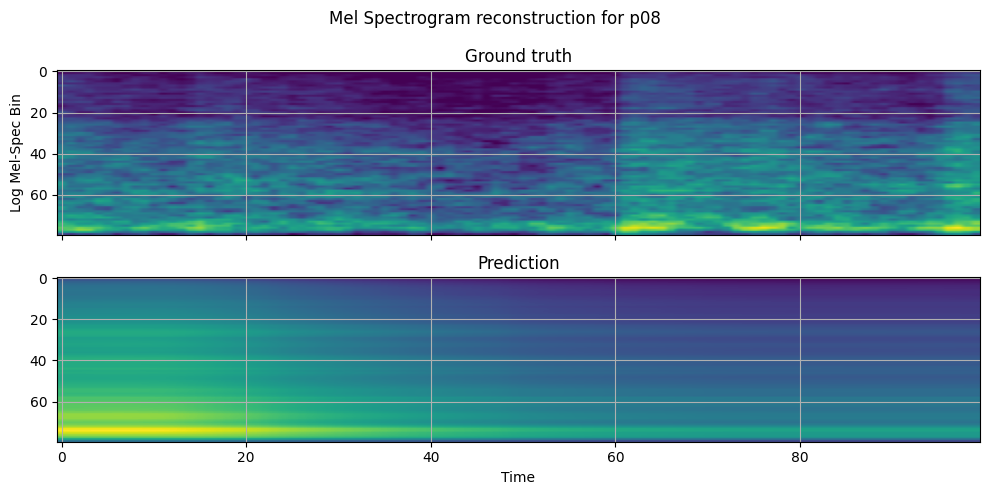 Mel Spectrogram reconstruction for p08
Ground truth
0
20
40
60
Log Mel-Spec Bin
Prediction
0
20
40
60
0 20 40 60 80
Time